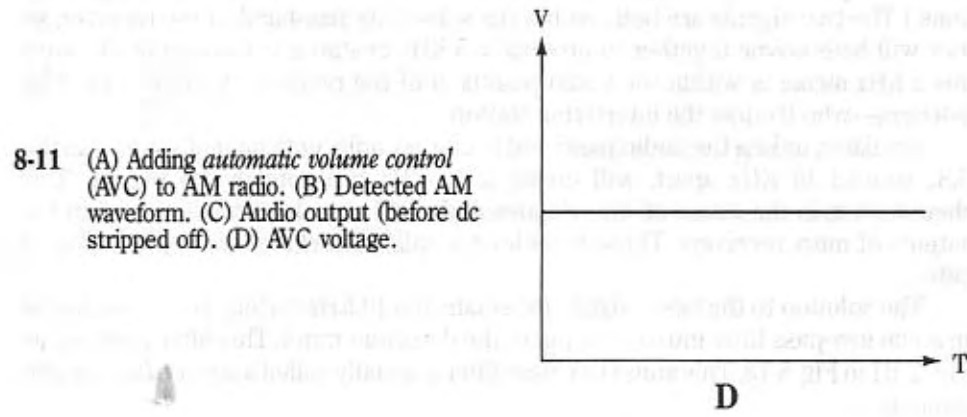 V
8-11 (A) Adding automatic volume control
(AVC) to AM radio. (B) Detected AM
waveform. (C) Audio output (before dc
stripped off). (D) AVC voltage.
T
D